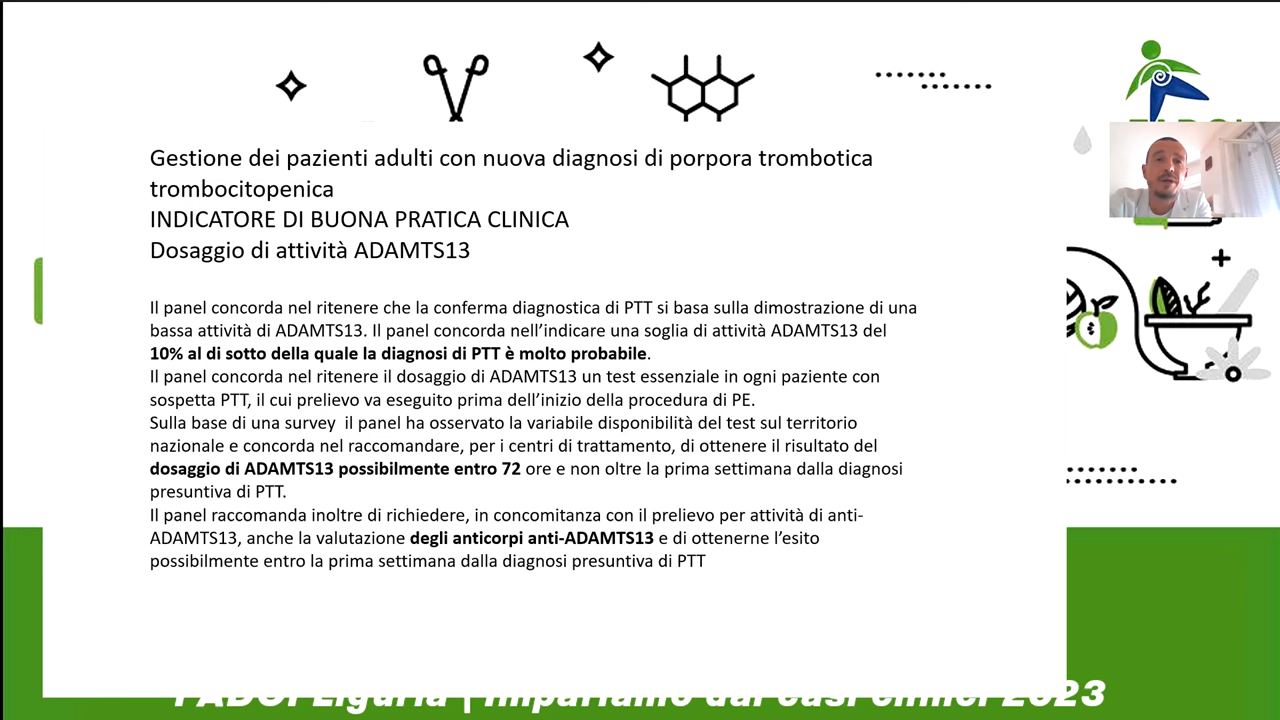 Gestione dei pazienti adulti con nuova diagnosi di porpora trombotica
trombocitopenica
INDICATORE DI BUONA PRATICA CLINICA
Dosaggio di attività ADAMTS13
Il panel concorda nel ritenere che la conferma diagnostica di PTT si basa sulla dimostrazione di una
bassa attività di ADAMTS13. Il panel concorda nell’indicare una soglia di attività ADAMTS13 del
10% al di sotto della quale la diagnosi di PTT è molto probabile.
Il panel concorda nel ritenere il dosaggio di ADAMTS13 un test essenziale in ogni paziente con
sospetta PTT, il cui prelievo va eseguito prima dell’inizio della procedura di PE.
Sulla base di una survey il panel ha osservato la variabile disponibilità del test sul territorio
nazionale e concorda nel raccomandare, per i centri di trattamento, di ottenere il risultato del
dosaggio di ADAMTS13 possibilmente entro 72 ore e non oltre la prima settimana dalla diagnosi
presuntiva di PTT.
Il panel raccomanda inoltre di richiedere, in concomitanza con il prelievo per attività di anti-
ADAMTS13, anche la valutazione degli anticorpi anti-ADAMTS13 e di ottenerne l’esito
possibilmente entro la prima settimana dalla diagnosi presuntiva di PTT
FADOI Liguria | Impariamo dai casi clinici 2023